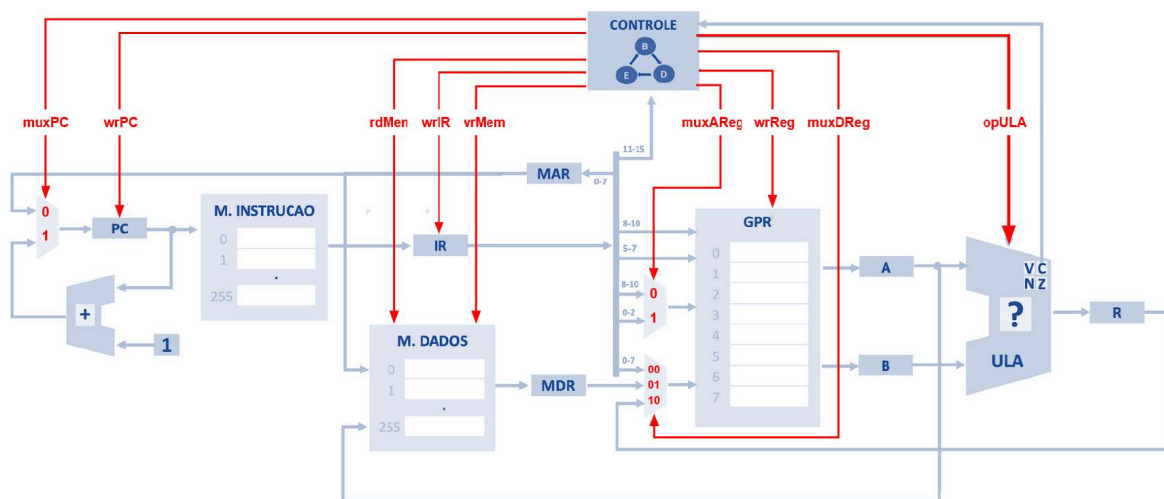 CONTROLE
B
E D
muxPC wrPC rdMen wrIR vrMem muxAReg wrReg muxDReg opULA
11-15
MAR
0-7
M. INSTRUCAO
GPR
0
1
PC
0
1
.
255
IR
8-10
5-7
8-10
0-2
0
1
0
1
2
3
4
5
6
7
A
V C
N Z
?
ULA
R
+
1
M. DADOS
0
1
.
255
MDR
0-7
00
01
10
B